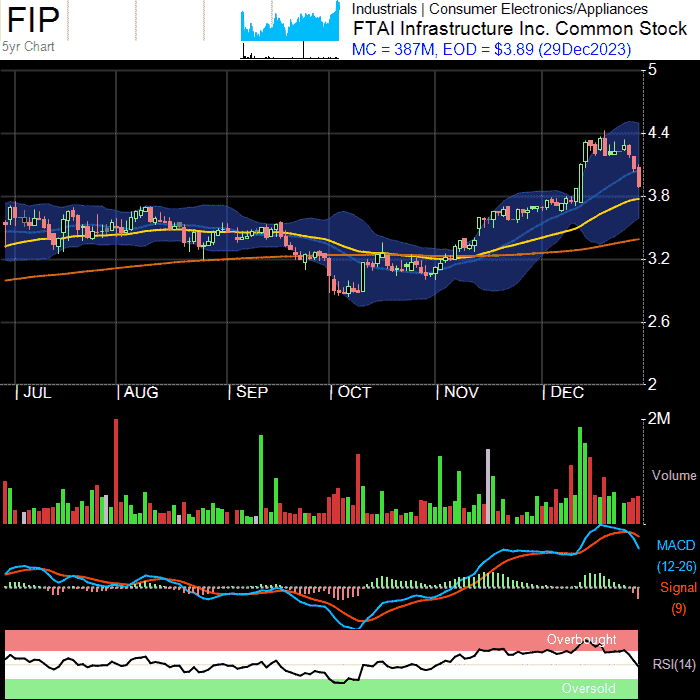 FIP
5yr Chart
Industrials | Consumer Electronics/Appliances
FTAI Infrastructure Inc. Common Stock
MC = 387M, EOD = $3.89 (29Dec2023)
5
4.4
3.8
3.2
2.6
2
JUL AUG SEP OCT NOV DEC
2M
Volume
MACD
(12-26)
Signal
(9)
Overbought
RSI(14)
Oversold